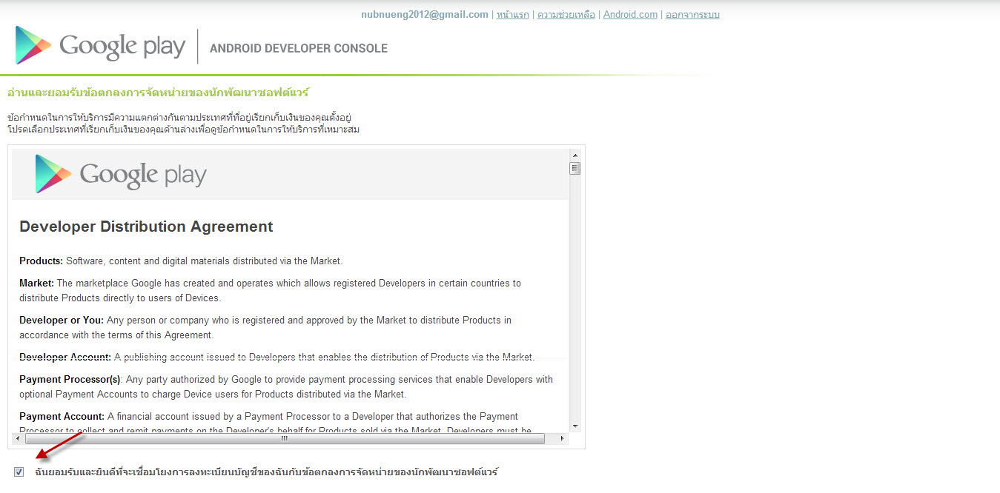 nubnueng2012@gmail.com | หน้าแรก | ความช่วยเหลือ | Android.com | ออกจากระบบ
Google play | ANDROID DEVELOPER CONSOLE
อ่านและยอมรับข้อตกลงการจัดหน่ายของนักพัฒนาซอฟต์แวร์
ข้อกำหนดในการให้บริการมีความแตกต่างกันตามประเทศที่ที่อยู่เรียกเก็บเงินของคุณตั้งอยู่
โปรดเลือกประเทศที่เรียกเก็บเงินของคุณด้านล่างเพื่อดูข้อกำหนดในการให้บริการที่เหมาะสม
Google play
Developer Distribution Agreement
Products: Software, content and digital materials distributed via the Market.
Market: The marketplace Google has created and operates which allows registered Developers in certain countries to
distribute Products directly to users of Devices.
Developer or You: Any person or company who is registered and approved by the Market to distribute Products in
accordance with the terms of this Agreement.
Developer Account: A publishing account issued to Developers that enables the distribution of Products via the Market.
Payment Processor(s): Any party authorized by Google to provide payment processing services that enable Developers with
optional Payment Accounts to charge Device users for Products distributed via the Market.
Payment Account: A financial account issued by a Payment Processor to a Developer that authorizes the Payment
Processor to collect and remit payments on the Developer's behalf for Products sold via the Market. Developers must be
ฉันยอมรับและยินดีที่จะเชื่อมโยงการลงทะเบียนบัญชีของฉันกับข้อตกลงการจัดหน่ายของนักพัฒนาซอฟต์แวร์